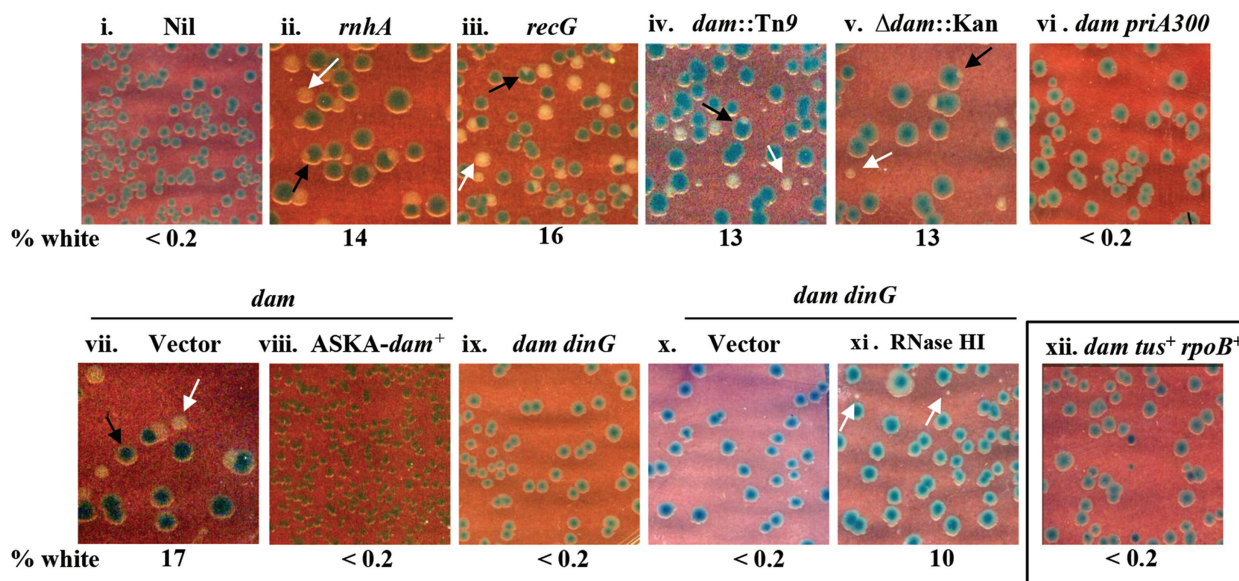 i. Nil ii. rnhA iii. recG iv. dam::Tn9 v. Δdam::Kan vi . dam priA300
% white < 0.2 14 16 13 13 < 0.2
dam dam dinG
vii. Vector viii. ASKA-dam+ ix. dam dinG x. Vector xi . RNase HI xii. dam tus+ rpoB+
% white 17 < 0.2 < 0.2 < 0.2 10 < 0.2